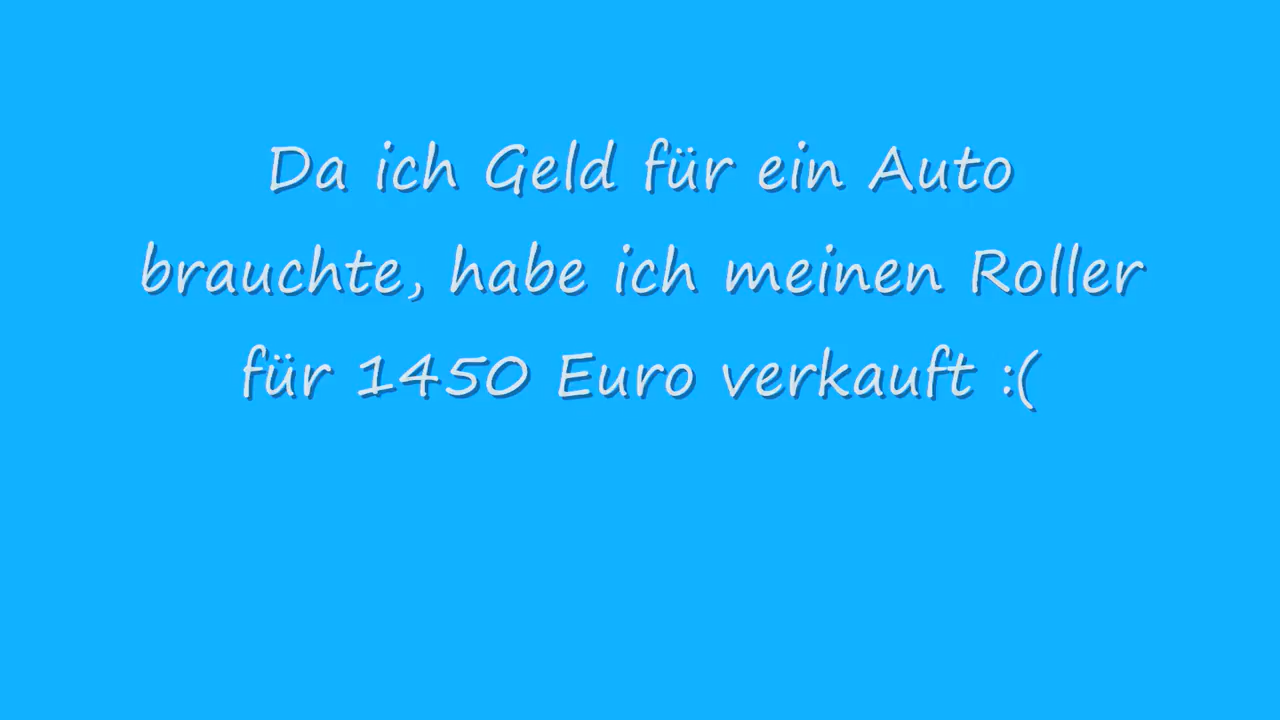 Da ich Geld für ein Auto
brauchte, habe ich meinen Roller
für 1450 Euro verkauft :(